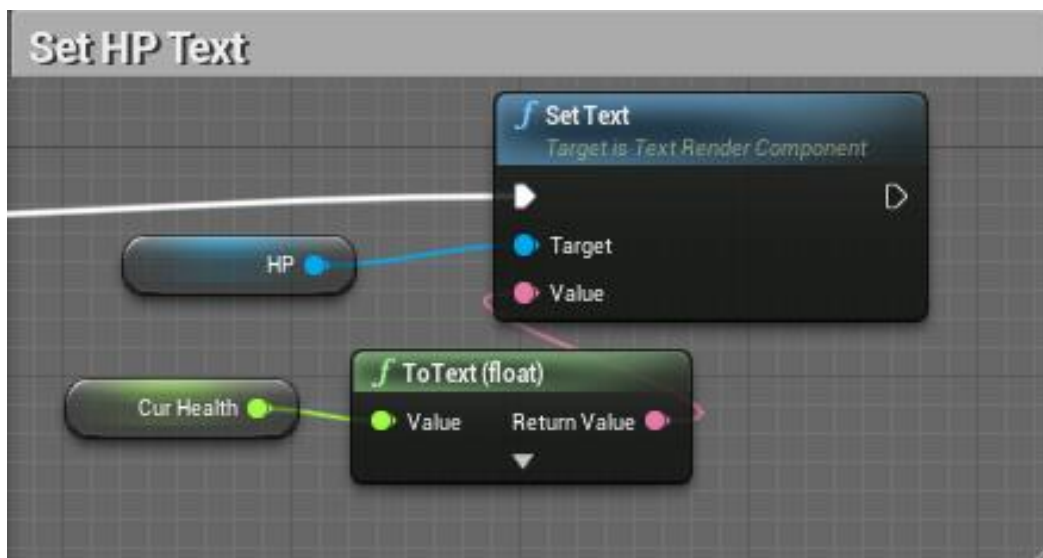 Set HP Text
f Set Text
Target is Text Render Component
HP
Target
Value
f ToText (float)
Cur Health
Value
Return Value